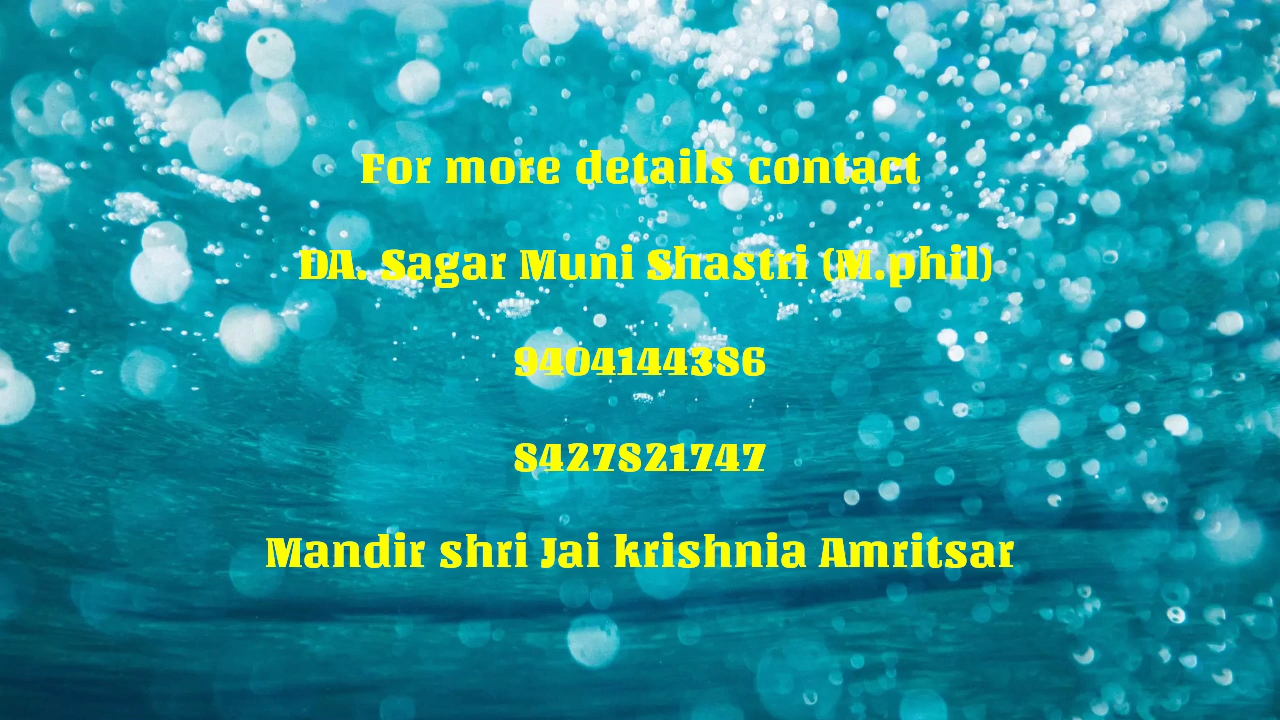 For more details contact
DA. Sagar Muni Shastri (M.phil)
9404144386
8427821747
Mandir shri Jai krishnia Amritsar